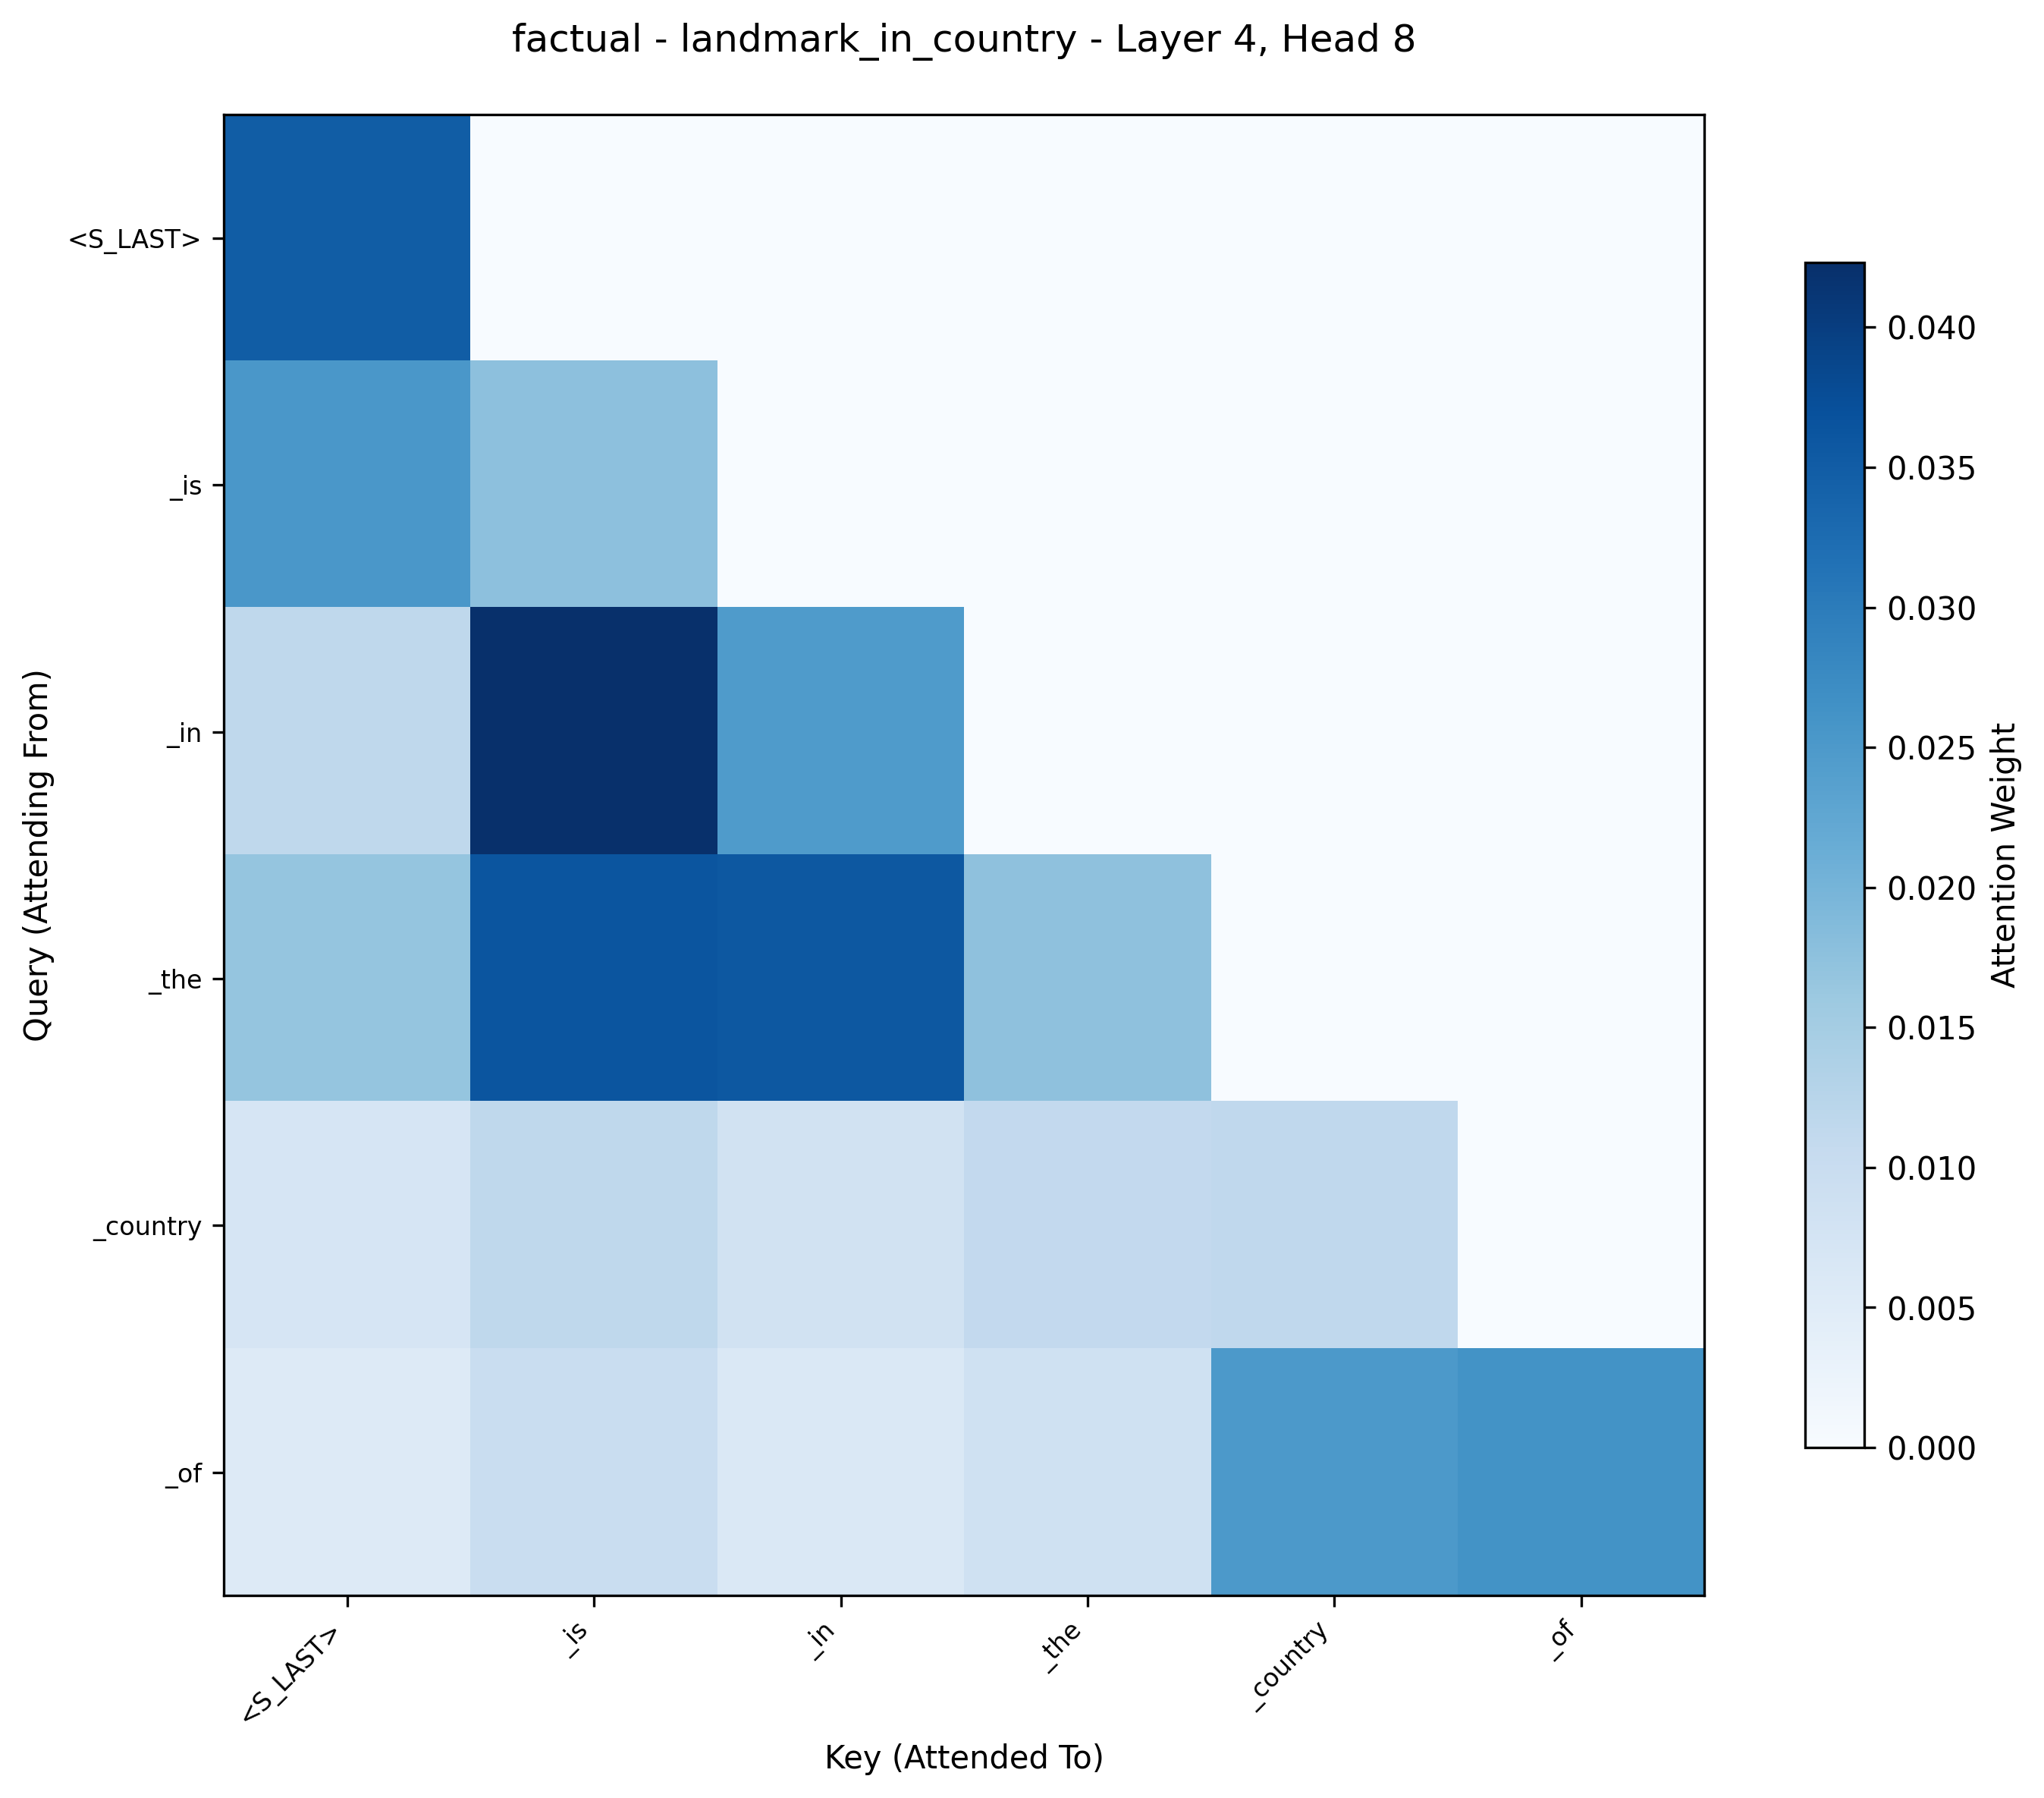 factual - landmark_in_country - Layer 4, Head 8
Query (Attending From)
<S_LAST>
_is
_in
_the
_country
_of
<S_LAST>
_is
_in
_the
_country
_of
Key (Attended To)
0.040
0.035
0.030
0.025
0.020
0.015
0.010
0.005
0.000
Attention Weight